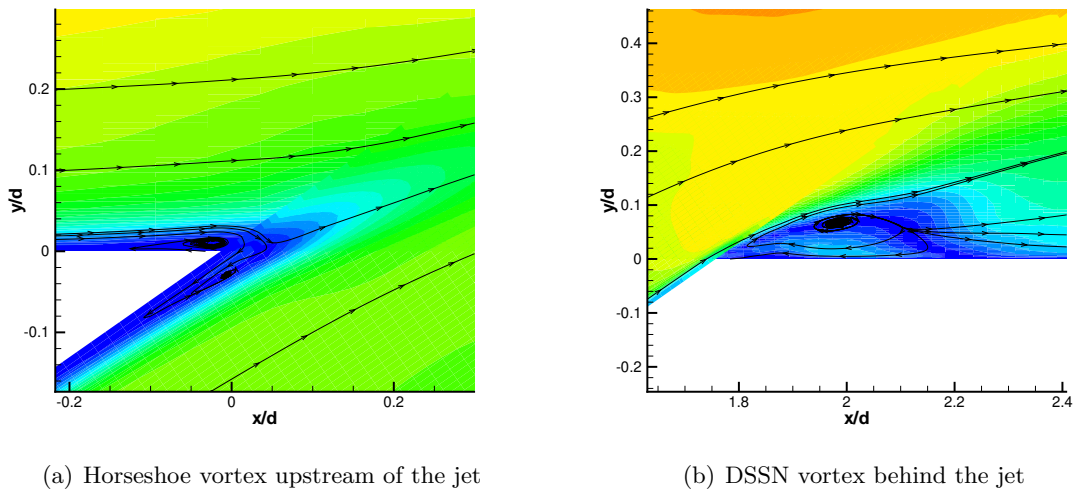 0.2
0.1
0
-0.1
y/d
-0.2 0 0.2
x/d
0.4
0.3
0.2
0.1
0
-0.1
-0.2
y/d
1.8 2 2.2 2.4
x/d
(a) Horseshoe vortex upstream of the jet
(b) DSSN vortex behind the jet